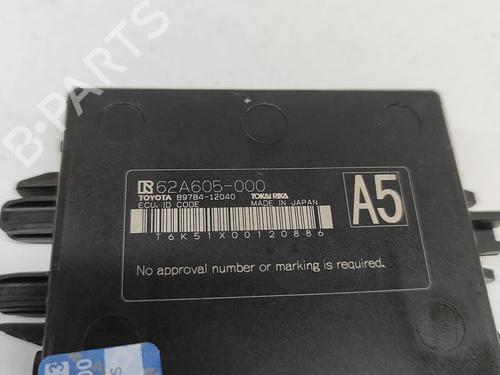 B-PARTS
R 62A605-000
TOYOTA 89784-12040 TOKAI RIKA
ECU. ID CODE MADE IN JAPAN
A5
T6K51X00120886
No approval number or marking is required.